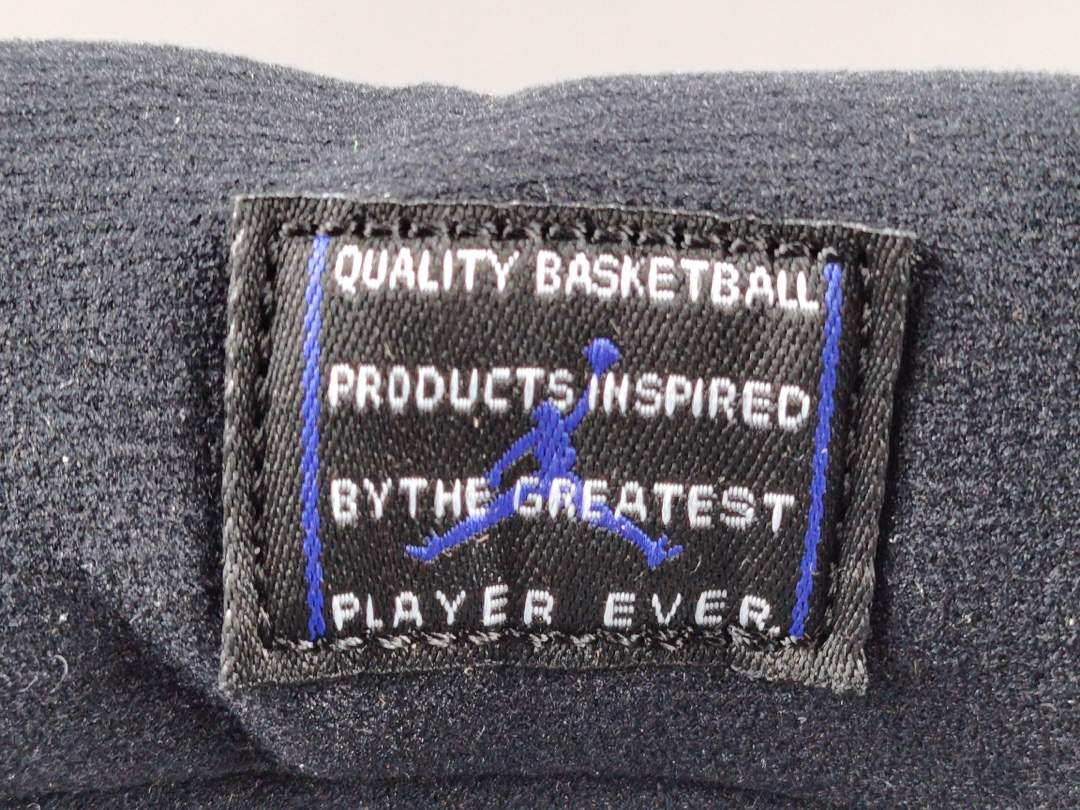 QUALITY BASKETBALL
PRODUCTS INSPIRED
BY THE GREATEST
PLAYER EVER.